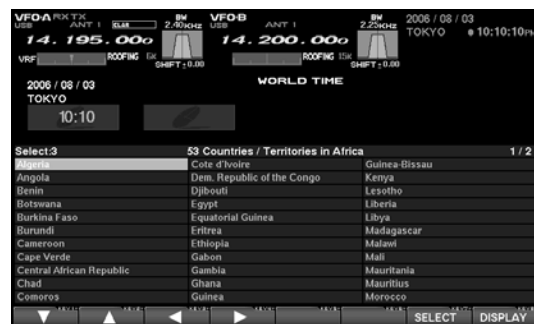 VFO-A RX TX BW VFO-B BW 2006 / 08 / 03
USB ANT 1 2.40KHZ USB ANT 1 2.25KHZ TOKYO 10:10:10PM
14. 195. 00o 14. 200. 00o
VRF ROOFING 6K ROOFING 15K
SHIFT±0.00 SHIFT±0.00
WORLD TIME
2006 / 08 / 03
TOKYO
10:10
Select:3 53 Countries / Territories in Africa 1 / 2
Algeria Cote d'Ivoire Guinea-Bissau
Angola Dem. Republic of the Congo Kenya
Benin Djibouti Lesotho
Botswana Egypt Liberia
Burkina Faso Equatorial Guinea Libya
Burundi Eritrea Madagascar
Cameroon Ethiopia Malawi
Cape Verde Gabon Mali
Central African Republic Gambia Mauritania
Chad Ghana Mauritius
Comoros Guinea Morocco
SELECT DISPLAY